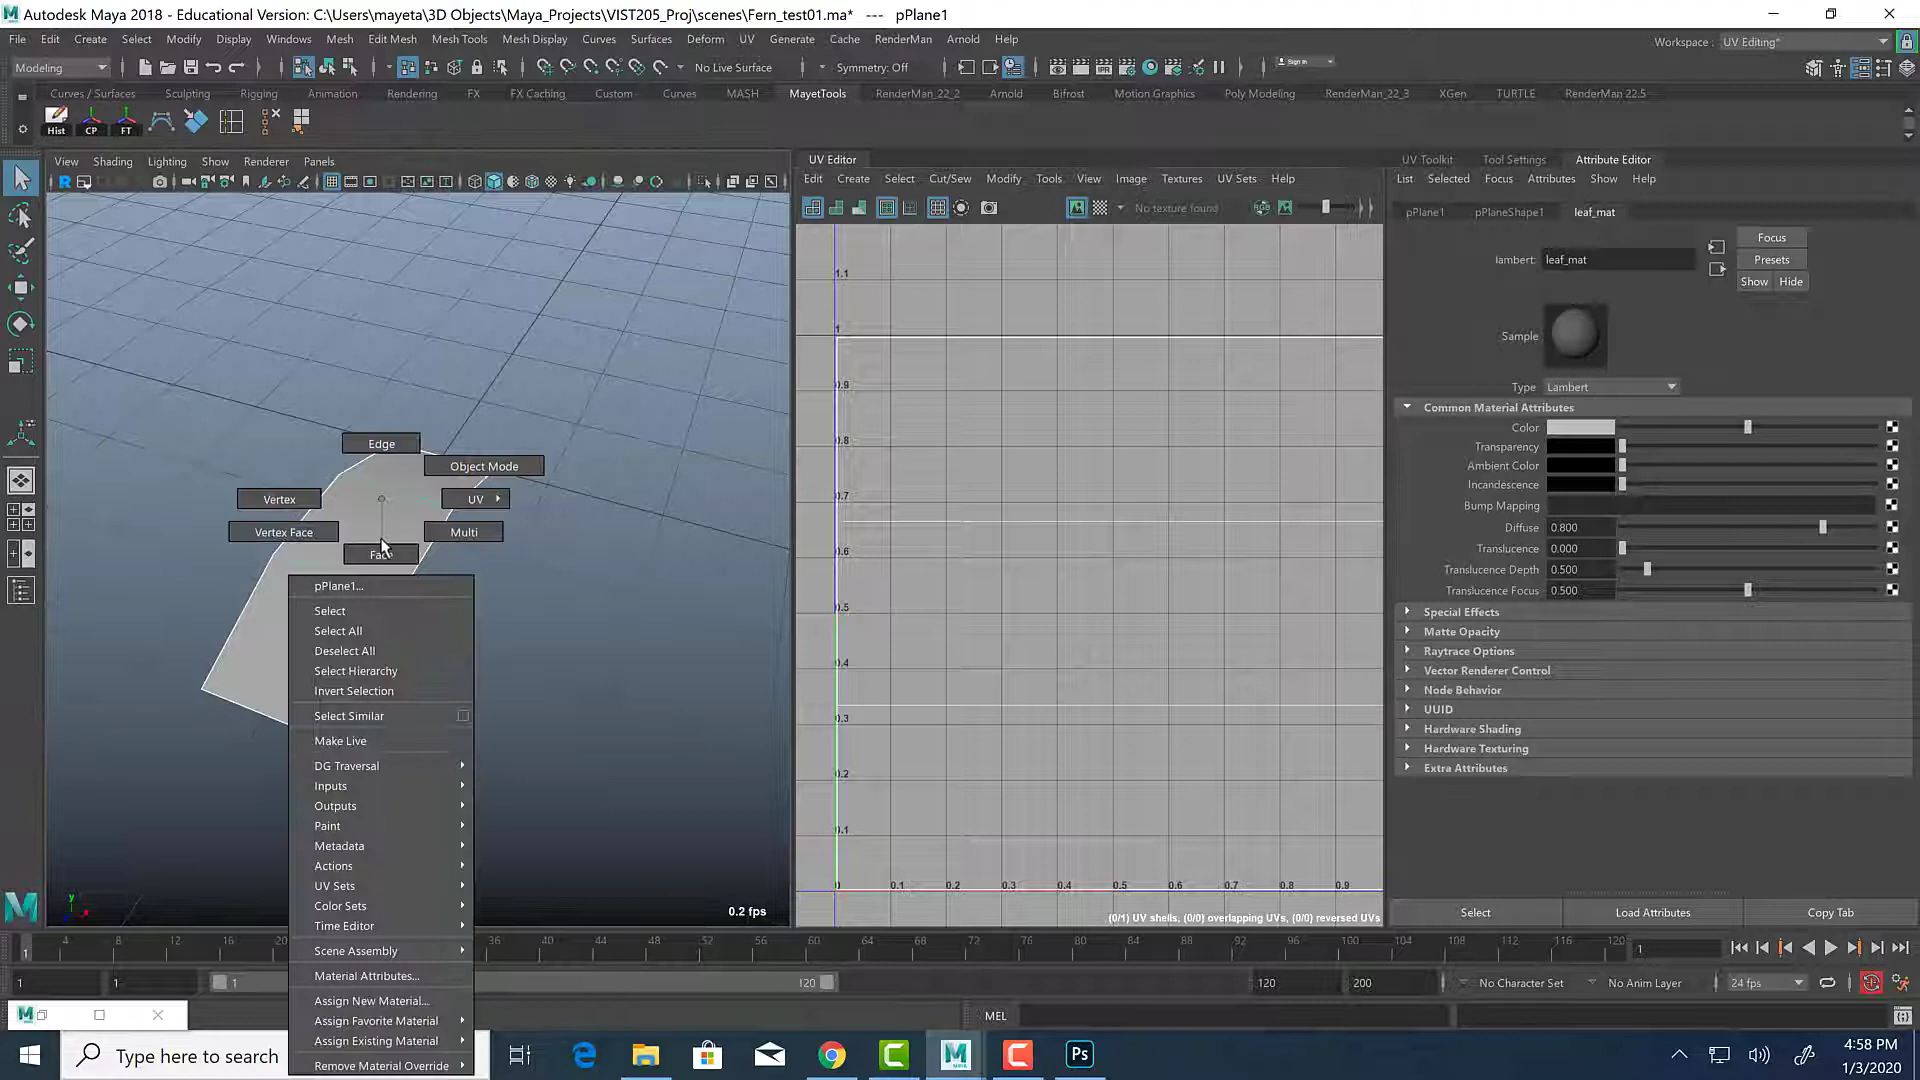 Autodesk Maya 2018 - Educational Version: C:\Users\mayeta\3D Objects\Maya_Projects\VIST205_Proj\scenes\Fern_test01.ma*   ---   pPlane1
File Edit Create Select Modify Display Windows Mesh Edit Mesh Mesh Tools Mesh Display Curves Surfaces Deform UV Generate Cache RenderMan Arnold Help
Workspace : UV Editing*
Modeling No Live Surface Symmetry: Off Sign In
Curves / Surfaces Sculpting Rigging Animation Rendering FX FX Caching Custom Curves MASH MayetTools RenderMan_22_2 Arnold Bifrost Motion Graphics Poly Modeling RenderMan_22_3 XGen TURTLE RenderMan 22.5
Hist CP FT
View Shading Lighting Show Renderer Panels
UV Editor
Edit Create Select Cut/Sew Modify Tools View Image Textures UV Sets Help
No texture found
UV Toolkit Tool Settings Attribute Editor
List Selected Focus Attributes Show Help
pPlane1 pPlaneShape1 leaf_mat
Focus
lambert: leaf_mat
Presets
Show Hide
Sample
Type Lambert
Common Material Attributes
Color
Transparency
Ambient Color
Incandescence
Bump Mapping
Diffuse 0.800
Translucence 0.000
Translucence Depth 0.500
Translucence Focus 0.500
Special Effects
Matte Opacity
Raytrace Options
Vector Renderer Control
Node Behavior
UUID
Hardware Shading
Hardware Texturing
Extra Attributes
Select Load Attributes Copy Tab
Edge
Object Mode
Vertex UV
Vertex Face Multi
Face
pPlane1...
Select
Select All
Deselect All
Select Hierarchy
Invert Selection
Select Similar
Make Live
DG Traversal
Inputs
Outputs
Paint
Metadata
Actions
UV Sets
Color Sets
Time Editor
Scene Assembly
Material Attributes...
Assign New Material...
Assign Favorite Material
Assign Existing Material
Remove Material Override
y
0.2 fps
1.1
1
0.9
0.8
0.7
0.6
0.5
0.4
0.3
0.2
0.1
0 0.1 0.2 0.3 0.4 0.5 0.6 0.7 0.8 0.9
(0/1) UV shells, (0/0) overlapping UVs, (0/0) reversed UVs
1 4 8 12 16 20 36 40 44 48 52 56 60 64 68 72 76 80 84 88 92 96 100 104 108 112 116 120 1
1 1 1 120 120 200 No Character Set No Anim Layer 24 fps
MEL
Type here to search
Ps
4:58 PM
1/3/2020